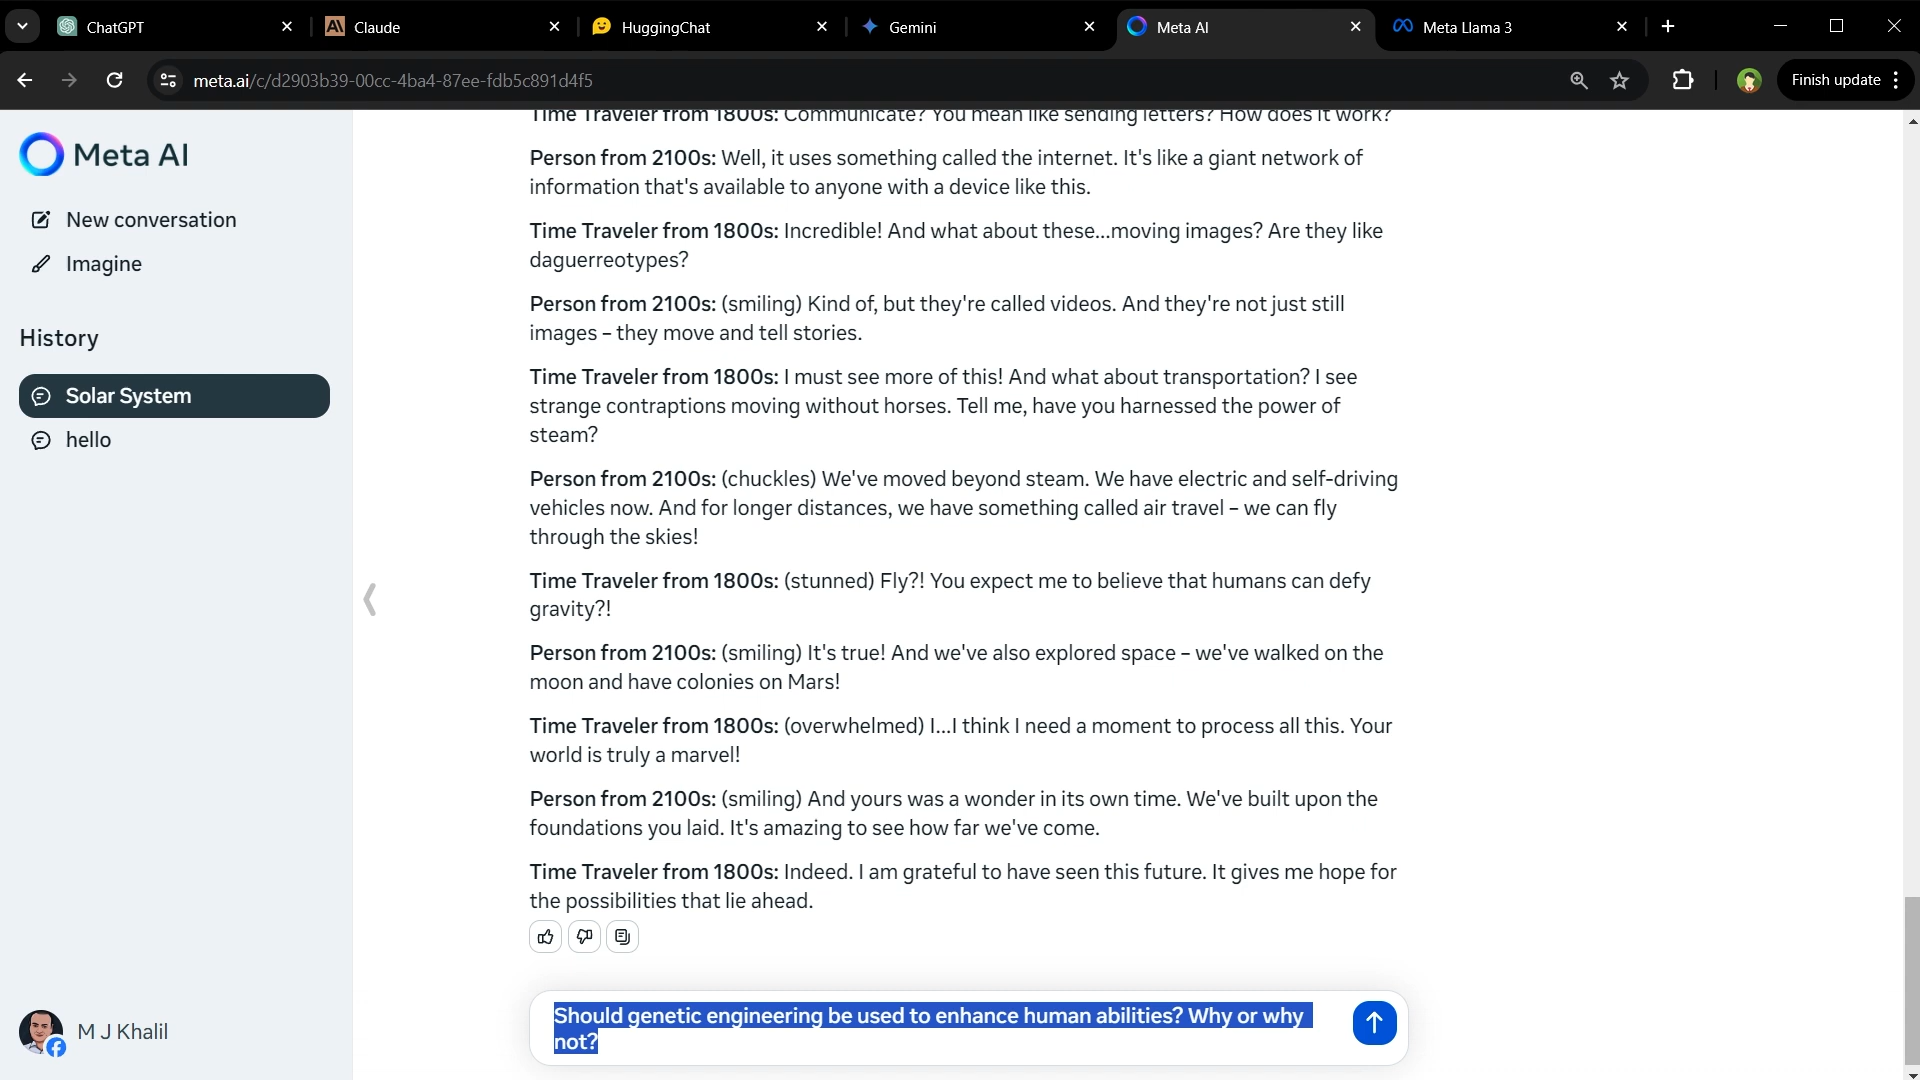 ChatGPT
Claude
HuggingChat
Gemini
Meta AI
Meta Llama 3
meta.ai/c/d2903b39-00cc-4ba4-87ee-fdb5c891d4f5
Finish update
Meta AI
New conversation
Imagine
History
Solar System
hello
M J Khalil
Time Traveler from 1800s: Communicate? You mean like sending letters? How does it work?
Person from 2100s: Well, it uses something called the internet. It's like a giant network of
information that's available to anyone with a device like this.
Time Traveler from 1800s: Incredible! And what about these...moving images? Are they like
daguerreotypes?
Person from 2100s: (smiling) Kind of, but they're called videos. And they're not just still
images – they move and tell stories.
Time Traveler from 1800s: I must see more of this! And what about transportation? I see
strange contraptions moving without horses. Tell me, have you harnessed the power of
steam?
Person from 2100s: (chuckles) We've moved beyond steam. We have electric and self-driving
vehicles now. And for longer distances, we have something called air travel – we can fly
through the skies!
Time Traveler from 1800s: (stunned) Fly?! You expect me to believe that humans can defy
gravity?!
Person from 2100s: (smiling) It's true! And we've also explored space – we've walked on the
moon and have colonies on Mars!
Time Traveler from 1800s: (overwhelmed) I...I think I need a moment to process all this. Your
world is truly a marvel!
Person from 2100s: (smiling) And yours was a wonder in its own time. We've built upon the
foundations you laid. It's amazing to see how far we've come.
Time Traveler from 1800s: Indeed. I am grateful to have seen this future. It gives me hope for
the possibilities that lie ahead.
Should genetic engineering be used to enhance human abilities? Why or why
not?